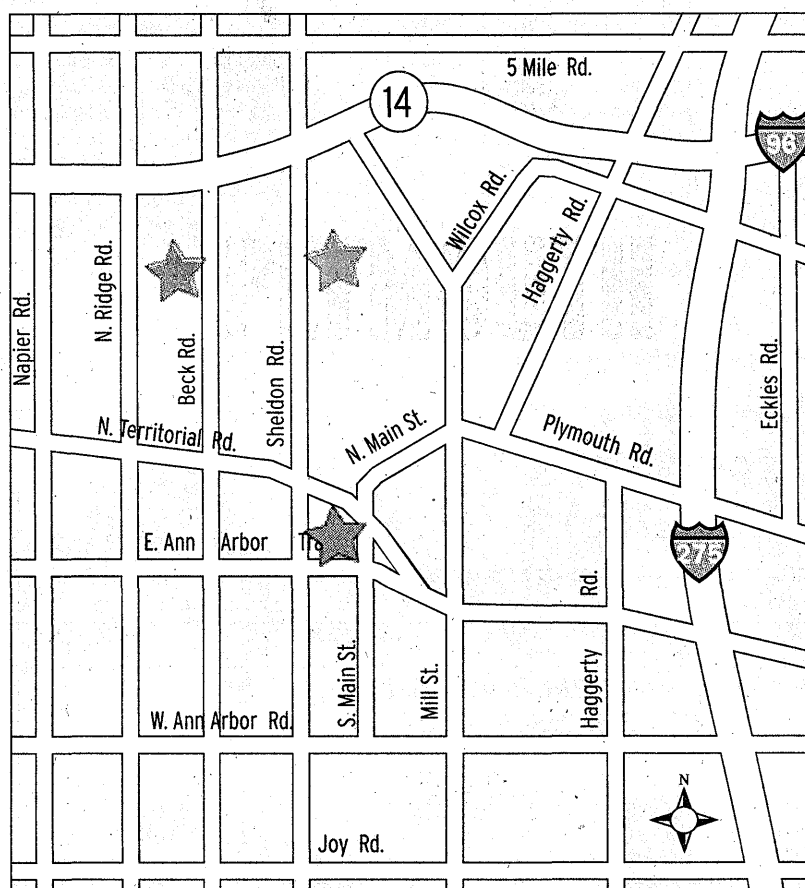 5 Mile Rd.
14
96
Wilcox Rd.
Haggerty Rd.
N. Ridge Rd.
Napier Rd.
Beck Rd.
Sheldon Rd.
Eckles Rd.
N. Territorial Rd.
N. Main St.
Plymouth Rd.
E. Ann Arbor
275
Haggerty Rd.
S. Main St.
Mill St.
W. Ann Arbor Rd.
N
Joy Rd.